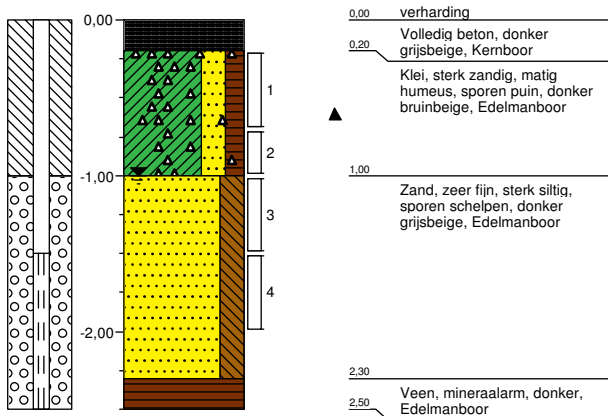 0,00
-1,00
-2,00
1
2
3
4
0,00 verharding
0,20
Volledig beton, donker
grijsbeige, Kernboor
Klei, sterk zandig, matig
humeus, sporen puin, donker
bruinbeige, Edelmanboor
1,00
Zand, zeer fijn, sterk siltig,
sporen schelpen, donker
grijsbeige, Edelmanboor
2,30
Veen, mineraalarm, donker,
Edelmanboor
2,50